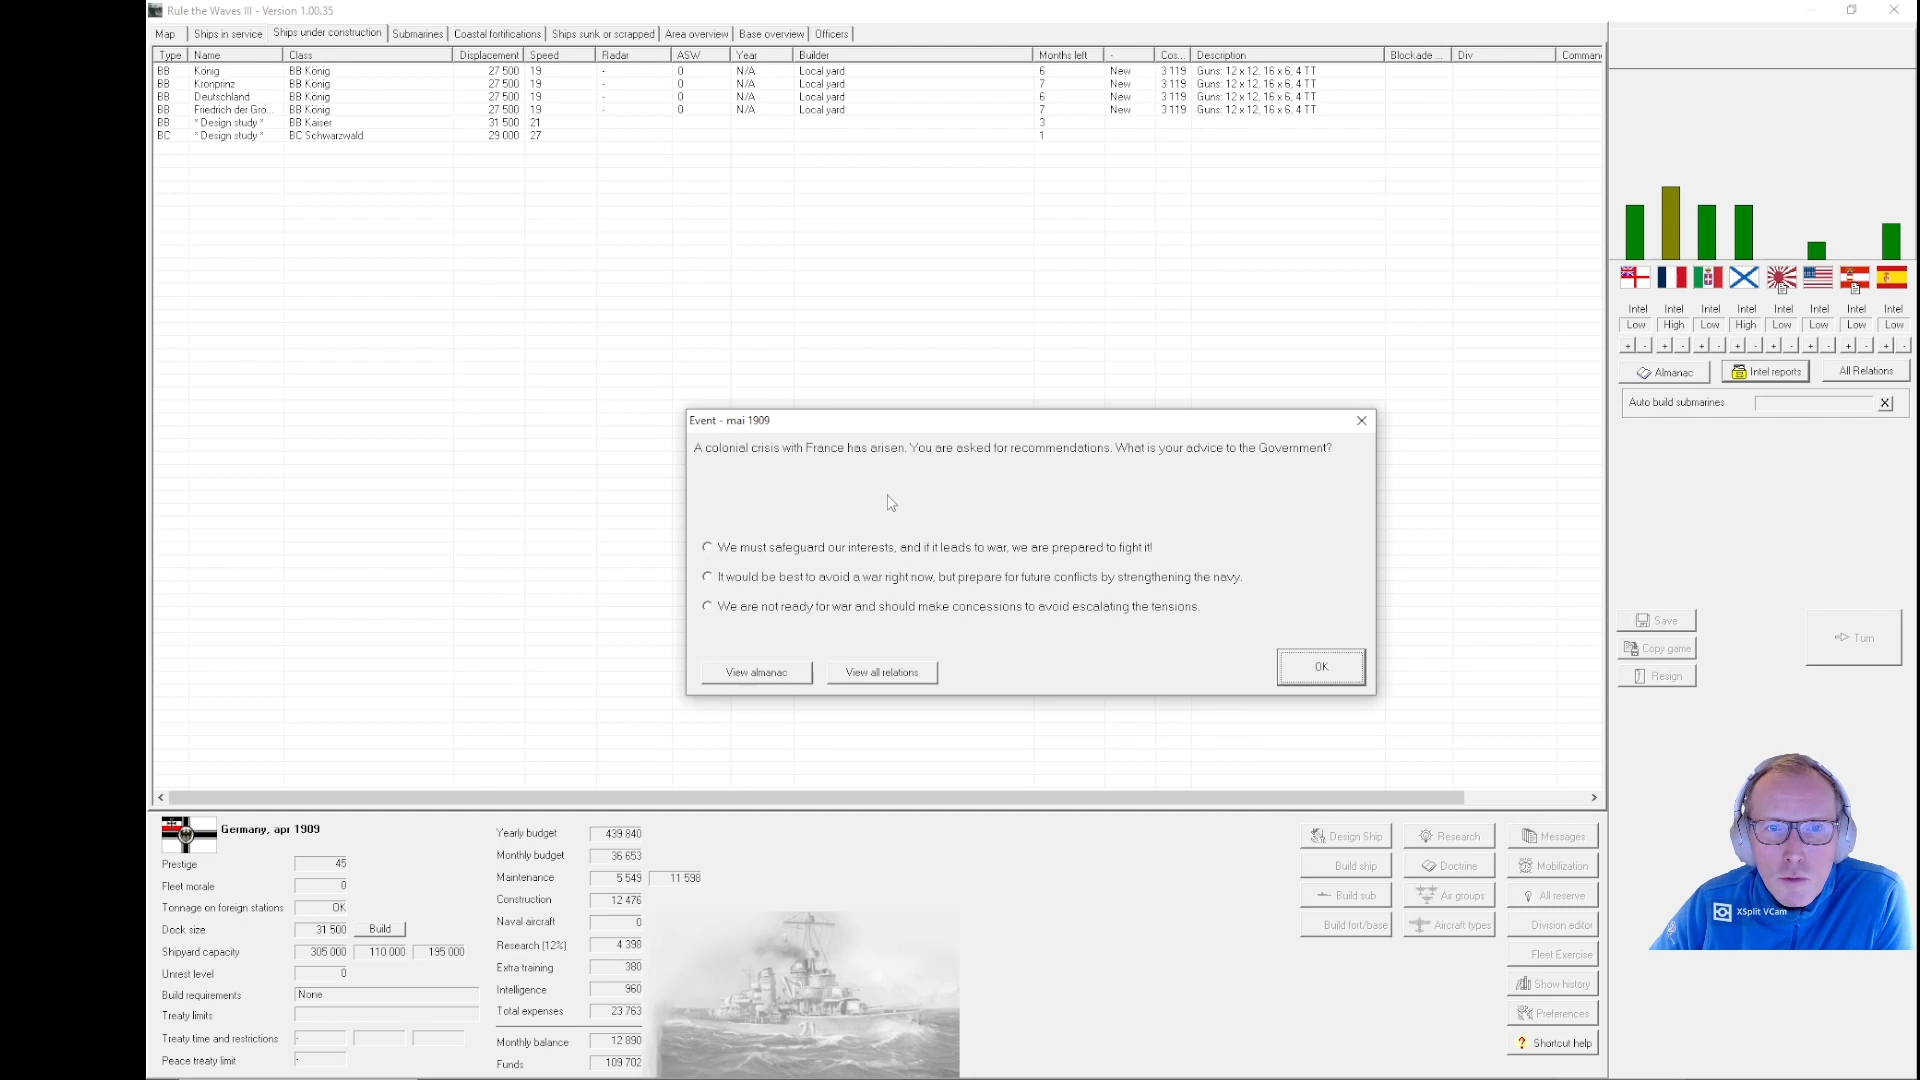 Rule the Waves III - Version 1.00.35
Map Ships in service Ships under construction Submarines Coastal fortifications Ships sunk or scrapped Area overview Base overview Officers
Type Name Class Displacement Speed Radar ASW Year Builder Months left - Cos... Description Blockade ... Div Comman
BB König BB König 27 500 19 - 0 N/A Local yard 6 New 3 119 Guns: 12 x 12, 16 x 6, 4 TT
BB Kronprinz BB König 27 500 19 - 0 N/A Local yard 7 New 3 119 Guns: 12 x 12, 16 x 6, 4 TT
BB Deutschland BB König 27 500 19 - 0 N/A Local yard 6 New 3 119 Guns: 12 x 12, 16 x 6, 4 TT
BB Friedrich der Gro... BB König 27 500 19 - 0 N/A Local yard 7 New 3 119 Guns: 12 x 12, 16 x 6, 4 TT
BB * Design study * BB Kaiser 31 500 21 3
BC * Design study * BC Schwarzwald 29 000 27 1
Intel Intel Intel Intel Intel Intel Intel Intel
Low High Low High Low Low Low Low
+ - + - + - + - + - + - + - + -
Almanac Intel reports All Relations
Auto build submarines X
Event - mai 1909
A colonial crisis with France has arisen. You are asked for recommendations. What is your advice to the Government?
We must safeguard our interests, and if it leads to war, we are prepared to fight it!
It would be best to avoid a war right now, but prepare for future conflicts by strengthening the navy.
We are not ready for war and should make concessions to avoid escalating the tensions.
View almanac View all relations OK
Save
Copy game
Resign
Turn
Germany, apr 1909
Prestige 45
Fleet morale 0
Tonnage on foreign stations OK
Dock size 31 500 Build
Shipyard capacity 305 000 110 000 195 000
Unrest level 0
Build requirements None
Treaty limits
Treaty time and restrictions -
Peace treaty limit -
Yearly budget 439 840
Monthly budget 36 653
Maintenance 5 549 11 598
Construction 12 476
Naval aircraft 0
Research (12%) 4 398
Extra training 380
Intelligence 960
Total expenses 23 763
Monthly balance 12 890
Funds 109 702
Design Ship Research Messages
Build ship Doctrine Mobilization
Build sub Air groups All reserve
Build fort/base Aircraft types Division editor
Fleet Exercise
Show history
Preferences
? Shortcut help
XSplit VCam